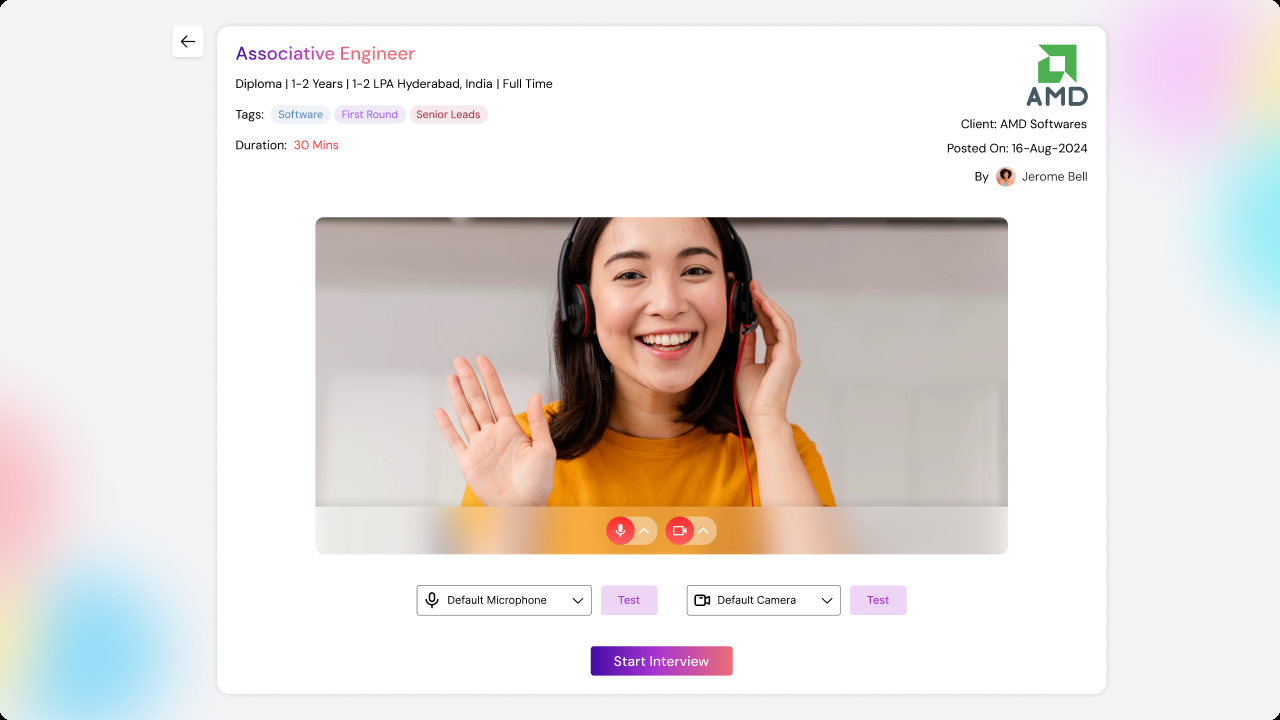 Associative Engineer
Diploma | 1-2 Years | 1-2 LPA Hyderabad, India | Full Time
Tags: Software First Round Senior Leads
Duration: 30 Mins
AMD
Client: AMD Softwares
Posted On: 16-Aug-2024
By Jerome Bell
Default Microphone Test Default Camera Test
Start Interview